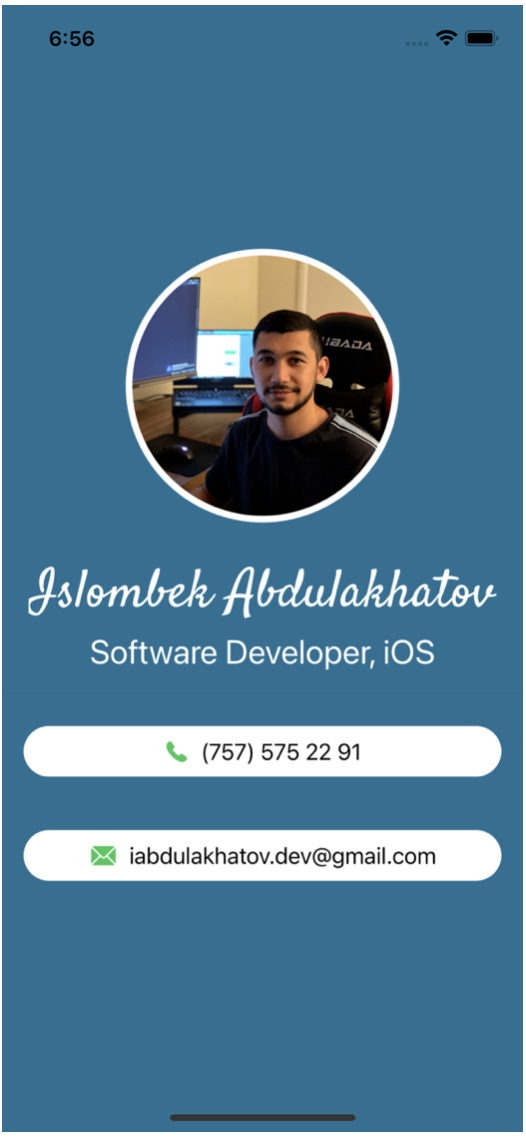 6:56
Islombek Abdulakhatov
Software Developer, iOS
(757) 575 22 91
iabdulakhatov.dev@gmail.com